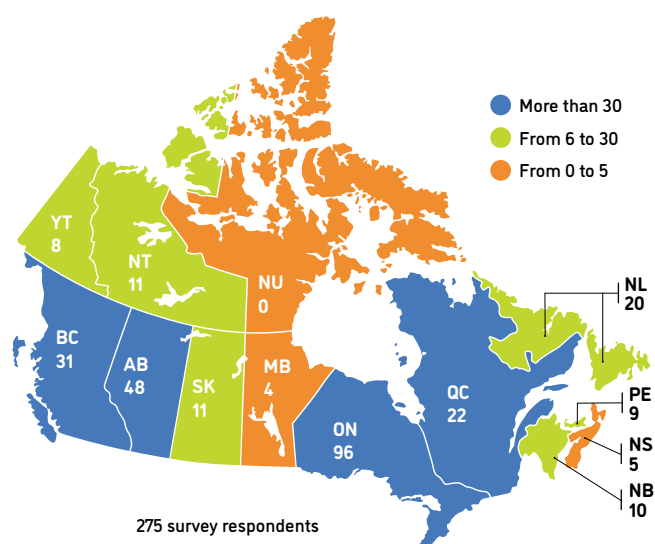 More than 30
From 6 to 30
From 0 to 5
YT
8
NT
11
NU
0
NL
20
BC
31
AB
48
SK
11
MB
4
ON
96
QC
22
PE
9
NS
5
NB
10
275 survey respondents